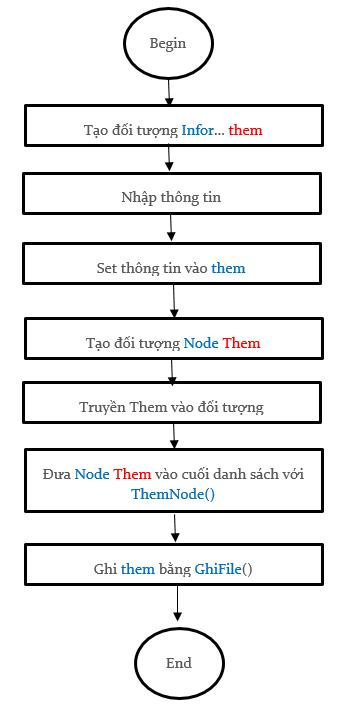 Begin
Tạo đối tượng Infor... them
Nhập thông tin
Set thông tin vào them
Tạo đối tượng Node Them
Truyền Them vào đối tượng
Đưa Node Them vào cuối danh sách với
ThemNode()
Ghi them bằng GhiFile()
End